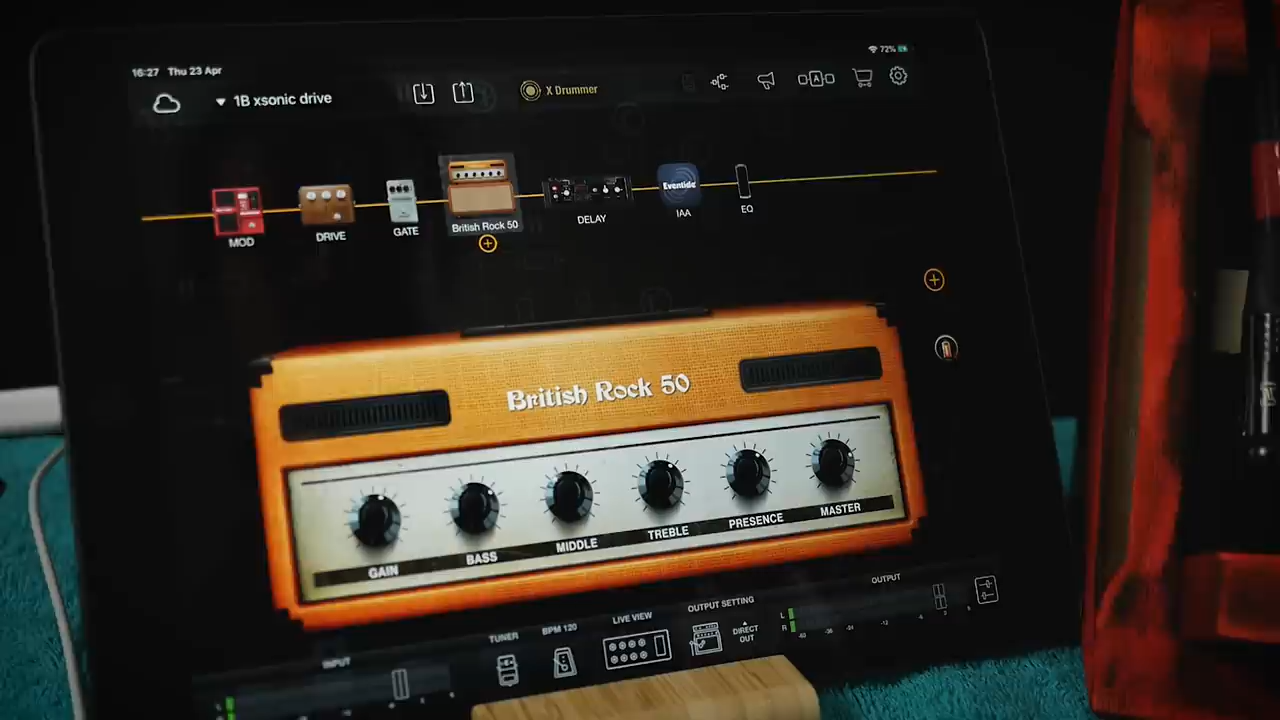 16:27 Thu 23 Apr
72%
1B xsonic drive
X Drummer
A
MOD
DRIVE
GATE
British Rock 50
DELAY
Eventide
IAA
EQ
British Rock 50
GAIN
BASS
MIDDLE
TREBLE
PRESENCE
MASTER
INPUT
TUNER
BPM 120
LIVE VIEW
OUTPUT SETTING
DIRECT
OUT
OUTPUT
L
R